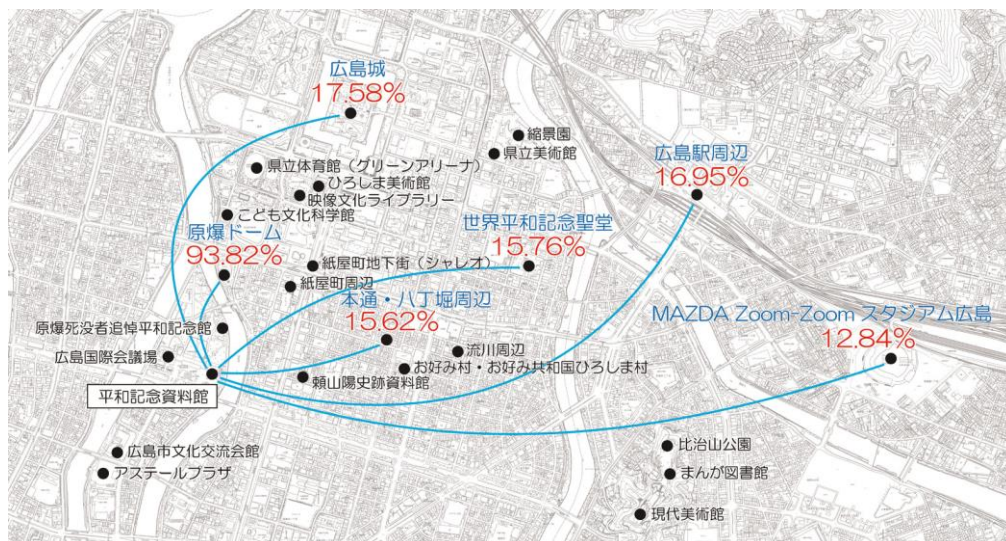 広島城
17.58%
縮景園
県立美術館
広島駅周辺
16.95%
県立体育館（グリーンアリーナ）
ひろしま美術館
映像文化ライブラリー
こども文化科学館
原爆ドーム
93.82%
世界平和記念聖堂
15.76%
紙屋町地下街（シャレオ）
紙屋町周辺
本通・八丁堀周辺
15.62%
MAZDA Zoom-Zoom スタジアム広島
12.84%
原爆死没者追悼平和記念館
広島国際会議場
流川周辺
お好み村・お好み共和国ひろしま村
頼山陽史跡資料館
平和記念資料館
広島市文化交流会館
アステールプラザ
比治山公園
まんが図書館
現代美術館